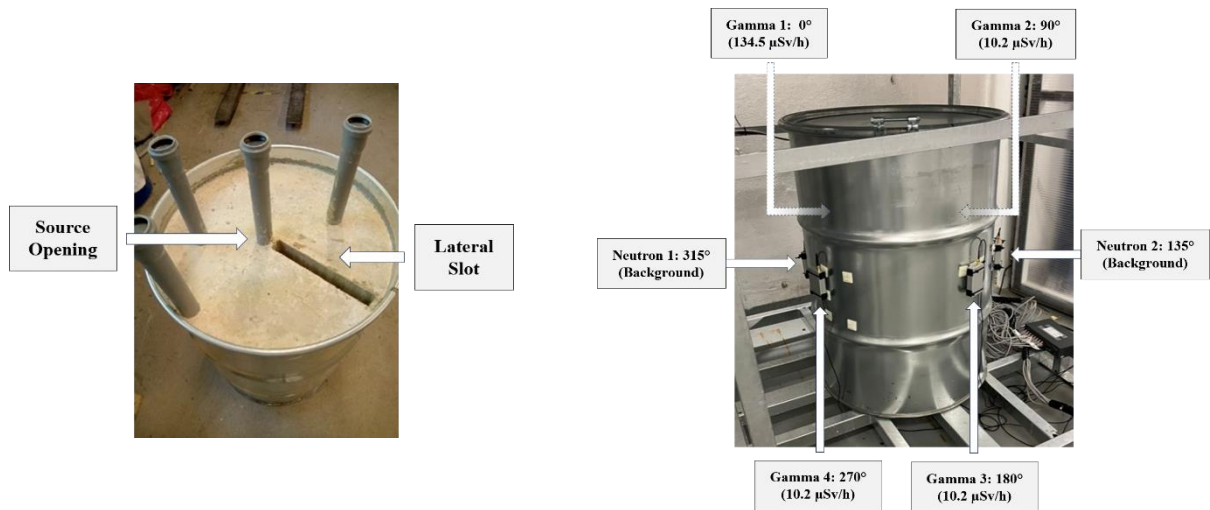 Source
Opening
Lateral
Slot
Gamma 1: 0°
(134.5 µSv/h)
Gamma 2: 90°
(10.2 µSv/h)
Neutron 1: 315°
(Background)
Neutron 2: 135°
(Background)
Gamma 4: 270°
(10.2 µSv/h)
Gamma 3: 180°
(10.2 µSv/h)